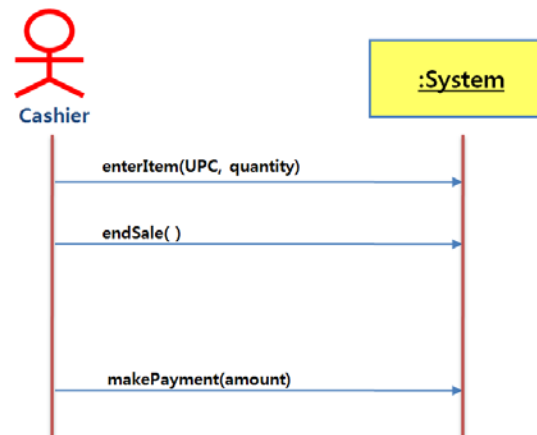 :System
Cashier
enterItem(UPC, quantity)
endSale( )
makePayment(amount)